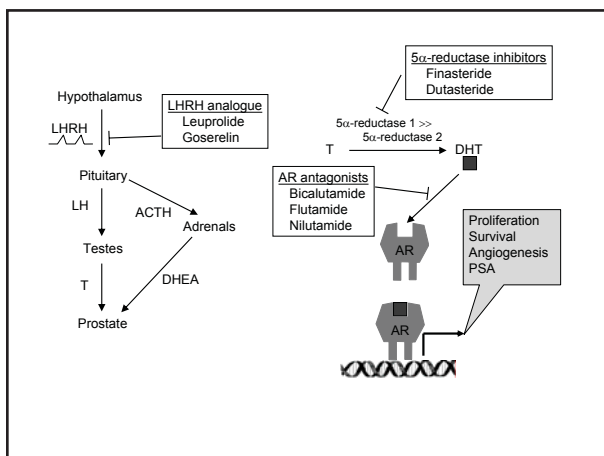 Hypothalamus
LHRH
LHRH analogue
Leuprolide
Goserelin
Pituitary
LH
ACTH
Adrenals
Testes
T
DHEA
Prostate
5α-reductase inhibitors
Finasteride
Dutasteride
5α-reductase 1 >>
5α-reductase 2
T
DHT
AR antagonists
Bicalutamide
Flutamide
Nilutamide
AR
Proliferation
Survival
Angiogenesis
PSA
AR